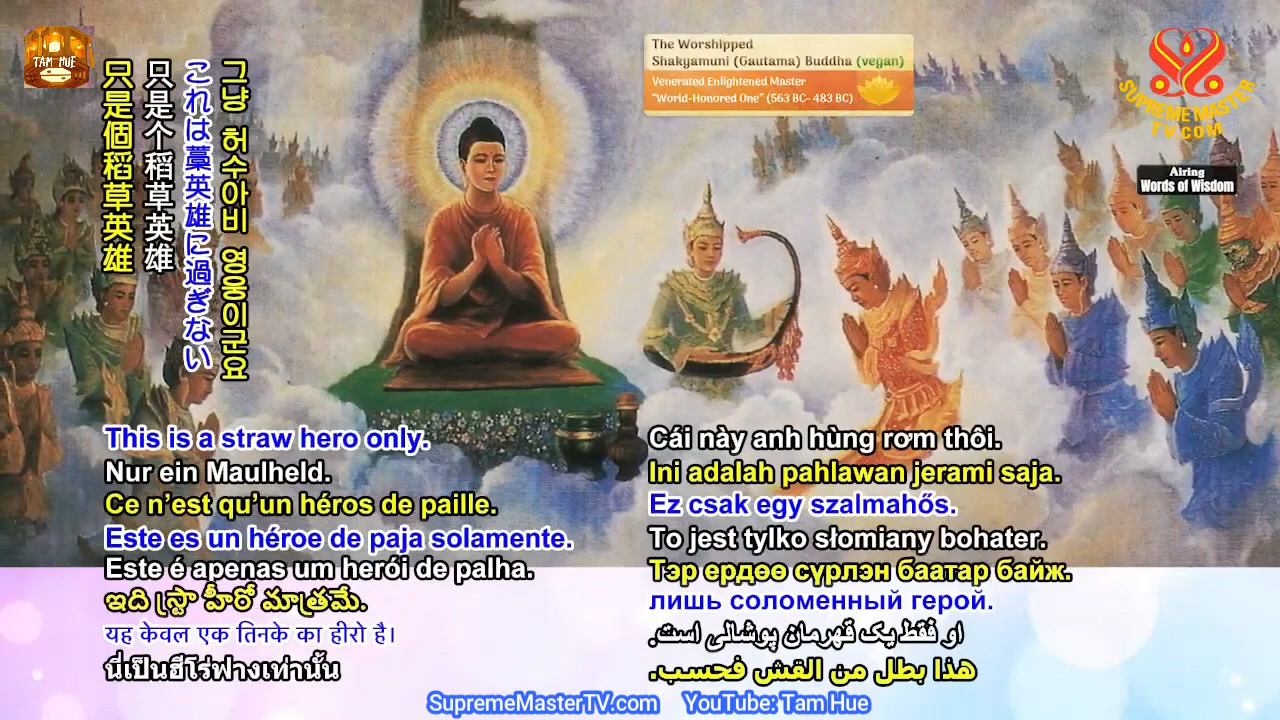 TAM HUE
The Worshipped
Shakyamuni (Gautama) Buddha (vegan)
Venerated Enlightened Master
"World-Honored One" (563 BC- 483 BC)
SUPREME MASTER
TV.COM
Airing
Words of Wisdom
그냥 허수아비 영웅이군요
これは藁英雄に過ぎない
只是个稻草英雄
只是個稻草英雄
This is a straw hero only.
Nur ein Maulheld.
Ce n'est qu'un héros de paille.
Este es un héroe de paja solamente.
Este é apenas um herói de palha.
ఇది స్ట్రా హీరో మాత్రమే.
यह केवल एक तिनके का हीरो है।
นี่เป็นฮีโร่ฟางเท่านั้น
Cái này anh hùng rơm thôi.
Ini adalah pahlawan jerami saja.
Ez csak egy szalmahős.
To jest tylko słomiany bohater.
Тэр ердөө сүрлэн баатар байж.
лишь соломенный герой.
او فقط یک قهرمان پوشالی است.
هذا بطل من القش فحسب.
SupremeMasterTV.com YouTube: Tam Hue